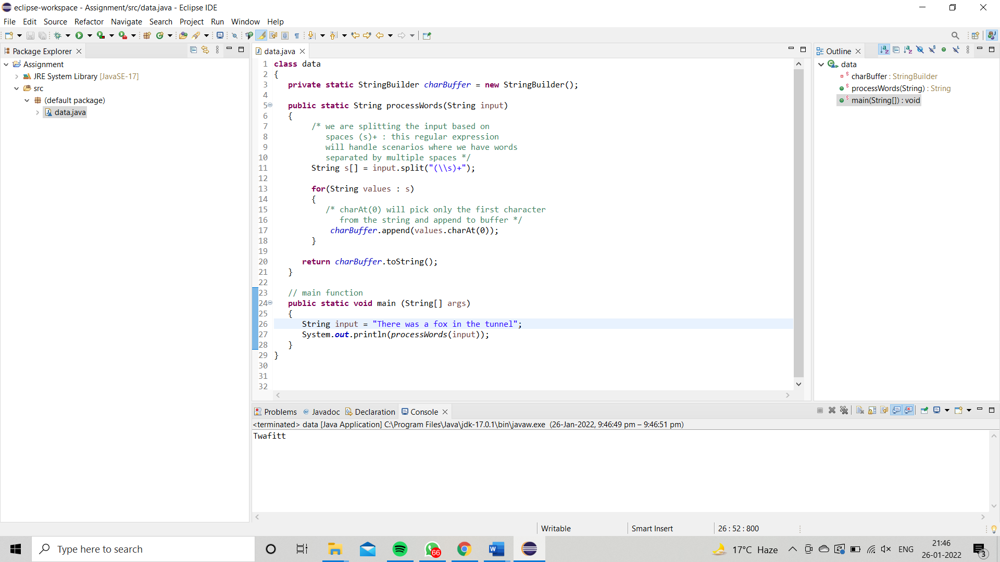 eclipse-workspace - Assignment/src/data.java - Eclipse IDE
File Edit Source Refactor Navigate Search Project Run Window Help
Package Explorer
Assignment
JRE System Library [JavaSE-17]
src
(default package)
data.java
data.java
1 class data
2 {
3 private static StringBuilder charBuffer = new StringBuilder();
4
5 public static String processWords(String input)
6 {
7 /* we are splitting the input based on
8 spaces (s)+ : this regular expression
9 will handle scenarios where we have words
10 separated by multiple spaces */
11 String s[] = input.split("(\\s)+");
12
13 for(String values : s)
14 {
15 /* charAt(0) will pick only the first character
16 from the string and append to buffer */
17 charBuffer.append(values.charAt(0));
18 }
19
20 return charBuffer.toString();
21 }
22
23 // main function
24 public static void main (String[] args)
25 {
26 String input = "There was a fox in the tunnel";
27 System.out.println(processWords(input));
28 }
29 }
30
31
32
Outline
data
charBuffer : StringBuilder
processWords(String) : String
main(String[]) : void
Problems @ Javadoc Declaration Console
<terminated> data [Java Application] C:\Program Files\Java\jdk-17.0.1\bin\javaw.exe (26-Jan-2022, 9:46:49 pm – 9:46:51 pm)
Twafitt
Writable Smart Insert 26 : 52 : 800
Type here to search
66
17°C Haze
ENG
21:46
26-01-2022
3